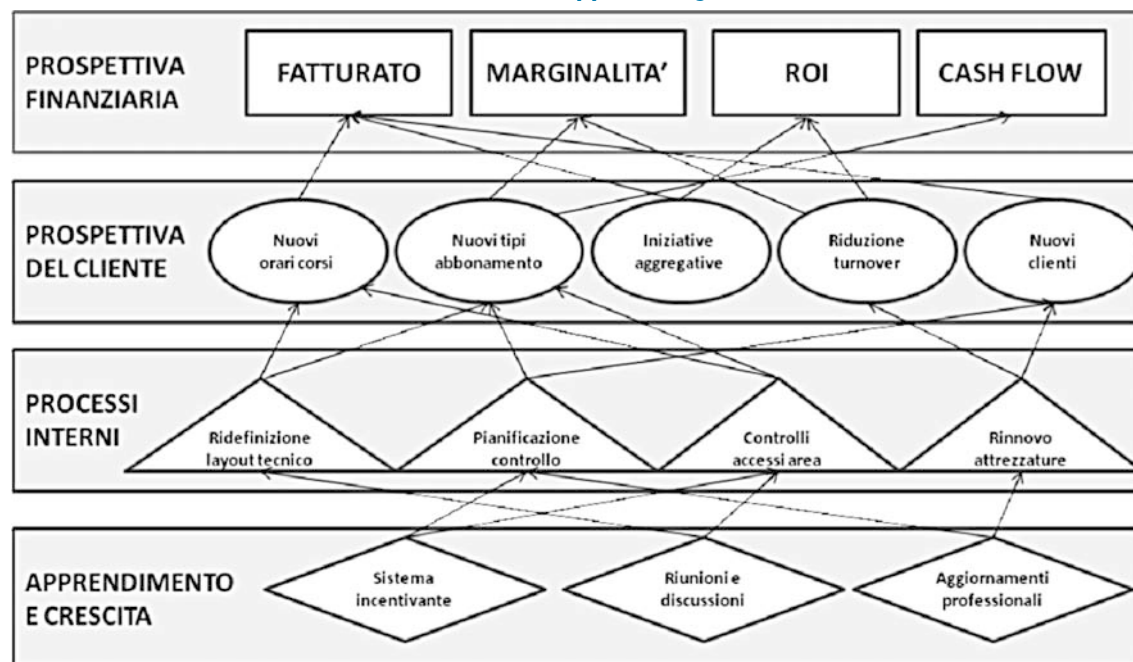 PROSPETTIVA
FINANZIARIA
FATTURATO
MARGINALITA’
ROI
CASH FLOW
PROSPETTIVA
DEL CLIENTE
Nuovi
orari corsi
Nuovi tipi
abbonamento
Iniziative
aggregative
Riduzione
turnover
Nuovi
clienti
PROCESSI
INTERNI
Ridefinizione
layout tecnico
Pianificazione
controllo
Controlli
accessi area
Rinnovo
attrezzature
APPRENDIMENTO
E CRESCITA
Sistema
incentivante
Riunioni e
discussioni
Aggiornamenti
professionali